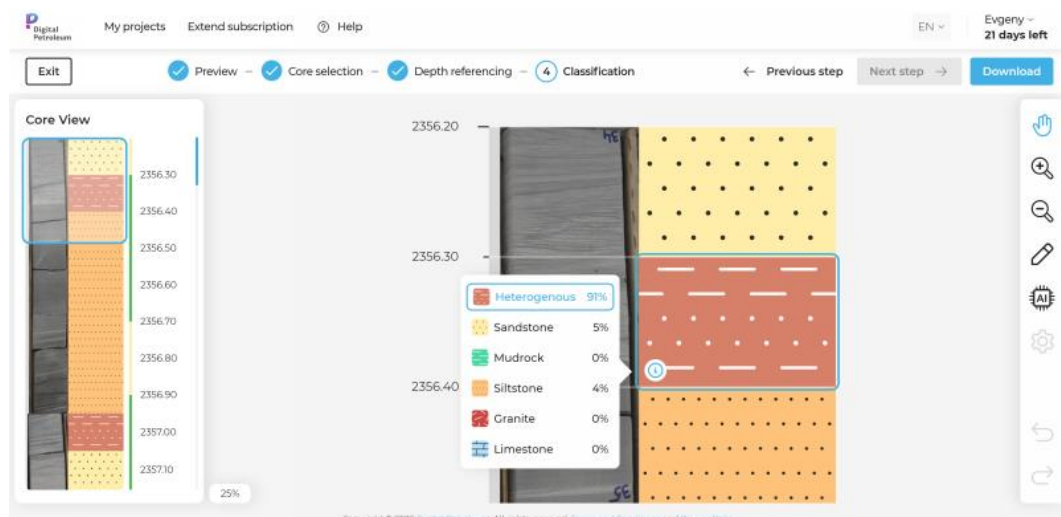 Digital
Petroleum
My projects
Extend subscription
Help
EN
Evgeny
21 days left
Exit
Preview
Core selection
Depth referencing
4
Classification
← Previous step
Next step →
Download
Core View
2356.30
2356.40
2356.50
2356.60
2356.70
2356.80
2356.90
2357.00
2357.10
25%
2356.20
34
2356.30
2356.40
35
Heterogenous 91%
Sandstone 5%
Mudrock 0%
Siltstone 4%
Granite 0%
Limestone 0%
AI